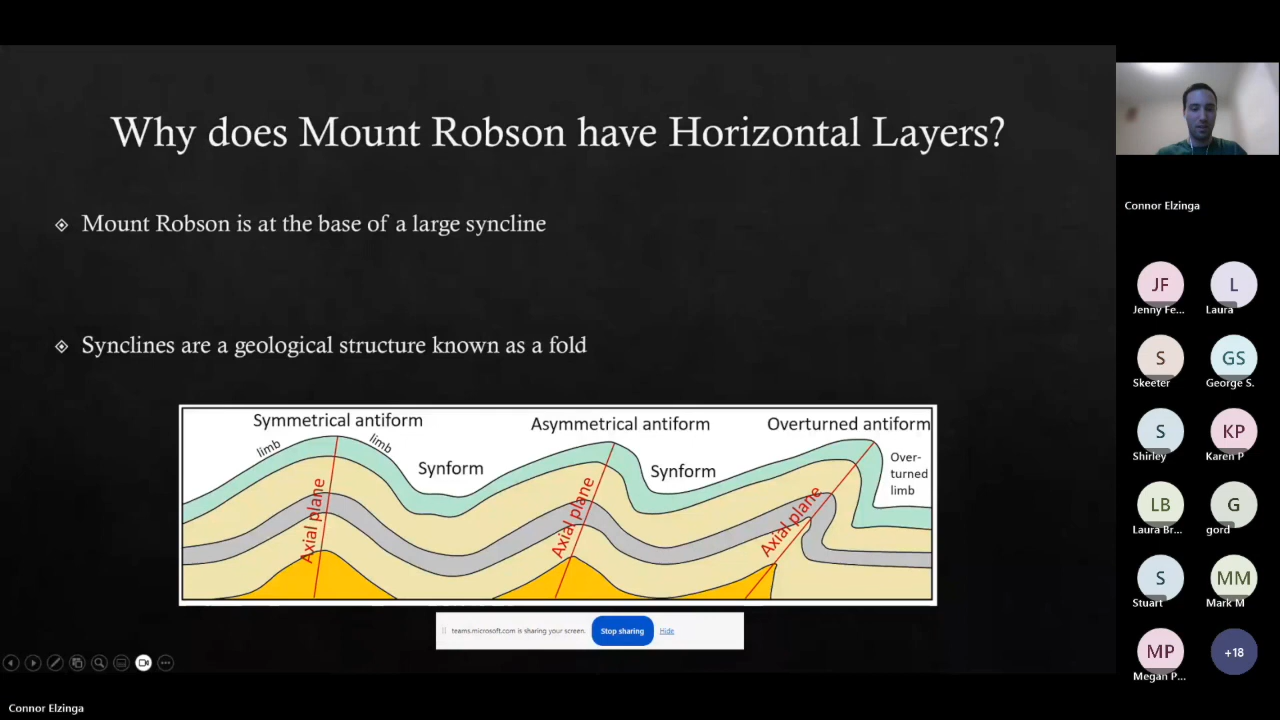 Why does Mount Robson have Horizontal Layers?
Mount Robson is at the base of a large syncline
Synclines are a geological structure known as a fold
Symmetrical antiform
limb
limb
Synform
Axial plane
Asymmetrical antiform
Synform
Axial plane
Overturned antiform
Over-
turned
limb
Axial plane
teams.microsoft.com is sharing your screen.
Stop sharing
Hide
Connor Elzinga
Connor Elzinga
JF
Jenny Fe...
L
Laura
S
Skeeter
GS
George S.
S
Shirley
KP
Karen P
LB
Laura Br...
G
gord
S
Stuart
MM
Mark M
MP
Megan P...
+18